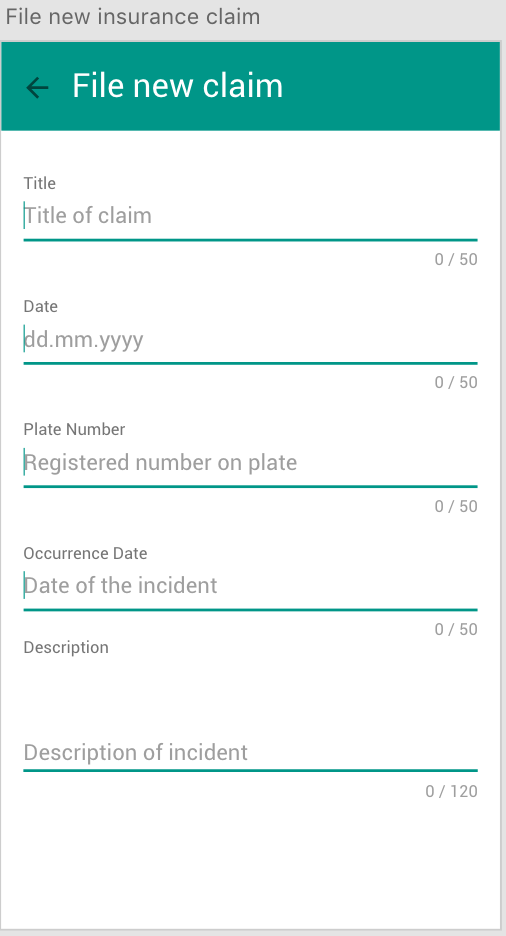 File new insurance claim
File new claim
Title
Title of claim
0 / 50
Date
dd.mm.yyyy
0 / 50
Plate Number
Registered number on plate
0 / 50
Occurrence Date
Date of the incident
0 / 50
Description
Description of incident
0 / 120